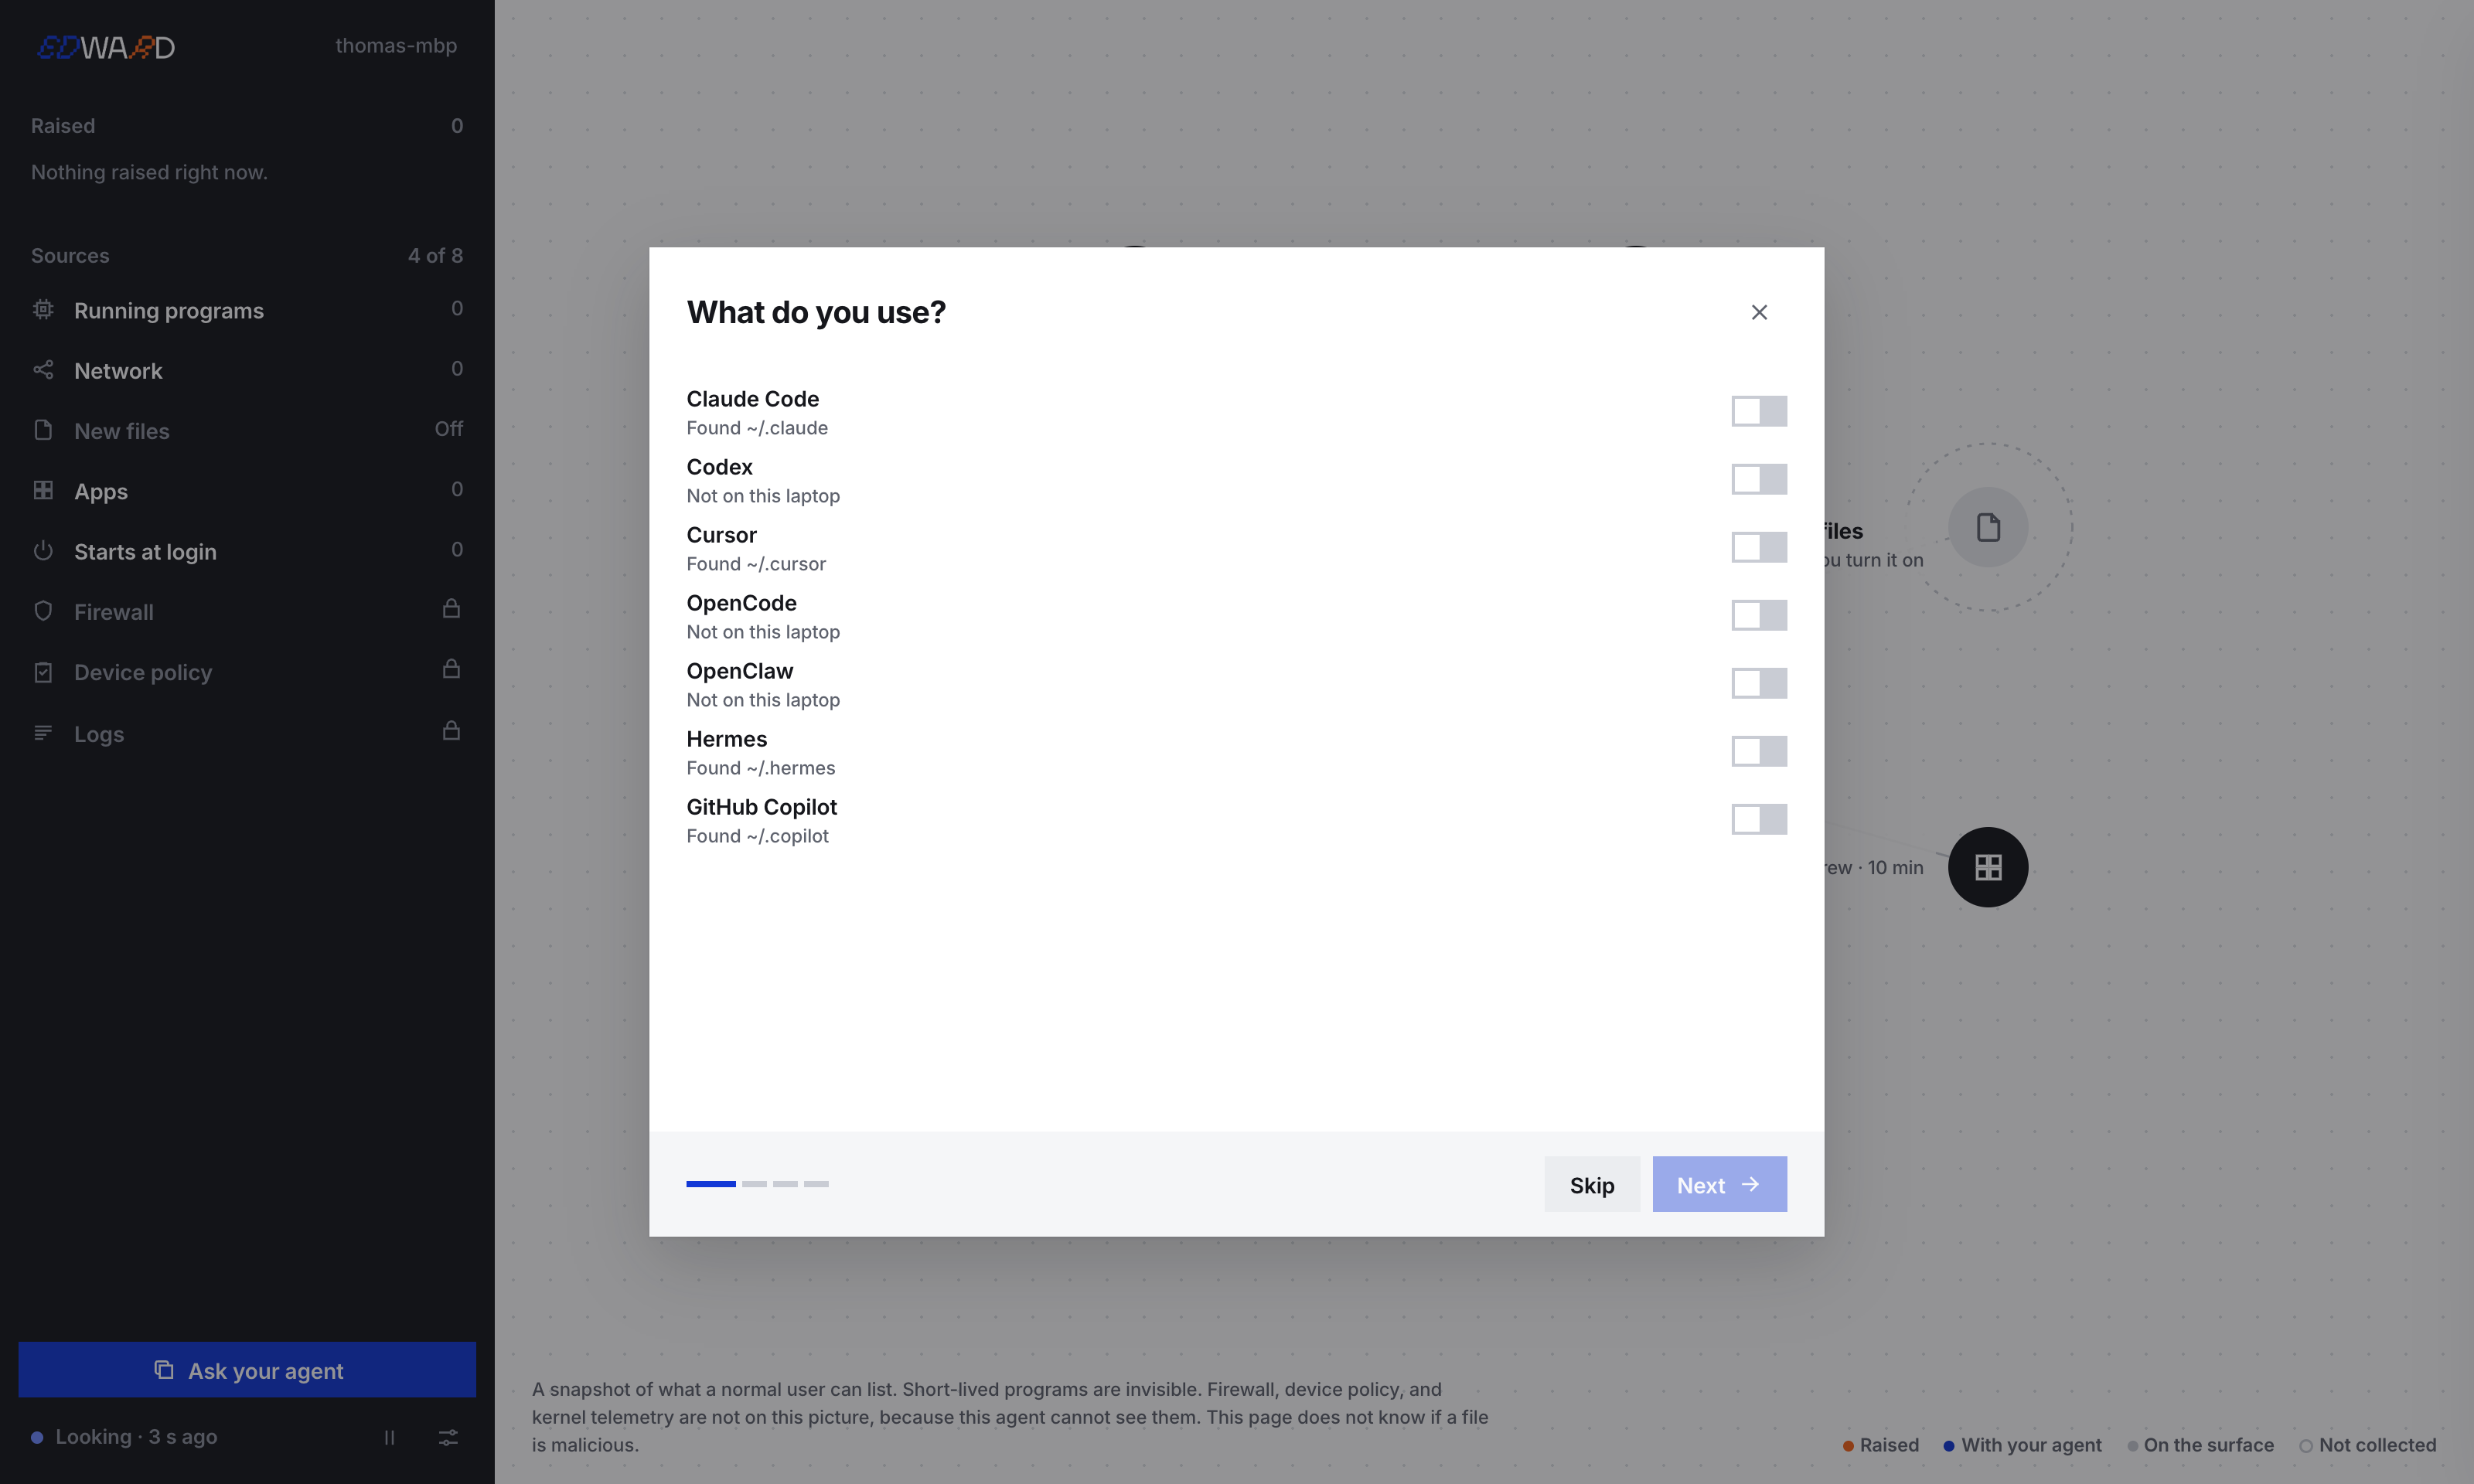 EDWARD
thomas-mbp
Raised 0
Nothing raised right now.
Sources 4 of 8
Running programs 0
Network 0
New files Off
Apps 0
Starts at login 0
Firewall
Device policy
Logs
Ask your agent
Looking · 3 s ago
What do you use?
Claude Code
Found ~/.claude
Codex
Not on this laptop
Cursor
Found ~/.cursor
OpenCode
Not on this laptop
OpenClaw
Not on this laptop
Hermes
Found ~/.hermes
GitHub Copilot
Found ~/.copilot
Skip
Next
files
ou turn it on
rew · 10 min
A snapshot of what a normal user can list. Short-lived programs are invisible. Firewall, device policy, and
kernel telemetry are not on this picture, because this agent cannot see them. This page does not know if a file
is malicious.
Raised With your agent On the surface Not collected